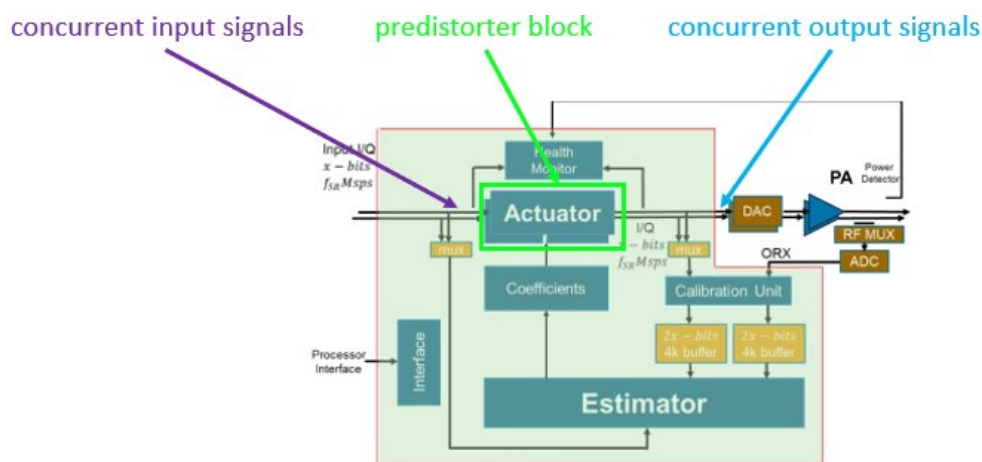 concurrent input signals
predistorter block
concurrent output signals
Input I/Q
x − bits
f_SR Msps
Health
Monitor
PA
Power
Detector
Actuator
DAC
I/Q
− bits
f_SR Msps
mux
mux
RF MUX
ORX
ADC
Coefficients
Calibration Unit
2x − bits
4k buffer
2x − bits
4k buffer
Processor
Interface
Interface
Estimator